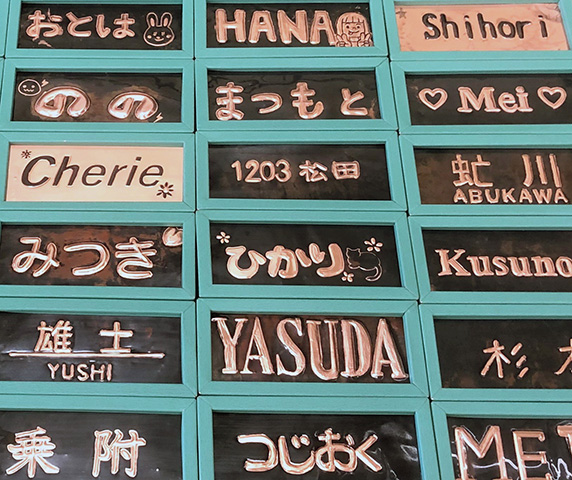 おとは
HANA
Shihori
のの
まつもと
Mei
Cherie
1203 松田
虻川
ABUKAWA
みつき
ひかり
Kusuno
雄士
YUSHI
YASUDA
杉
乗附
つじおく